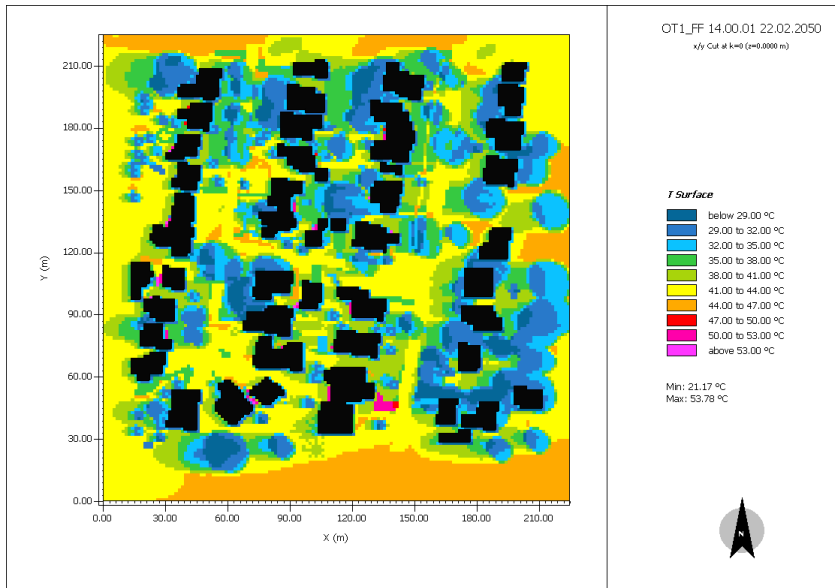 OT1_FF 14.00.01 22.02.2050
x/y Cut at k=0 (z=0.0000 m)
210.00
180.00
150.00
120.00
90.00
60.00
30.00
0.00
Y (m)
0.00 30.00 60.00 90.00 120.00 150.00 180.00 210.00
X (m)
T Surface
below 29.00 °C
29.00 to 32.00 °C
32.00 to 35.00 °C
35.00 to 38.00 °C
38.00 to 41.00 °C
41.00 to 44.00 °C
44.00 to 47.00 °C
47.00 to 50.00 °C
50.00 to 53.00 °C
above 53.00 °C
Min: 21.17 °C
Max: 53.78 °C
N